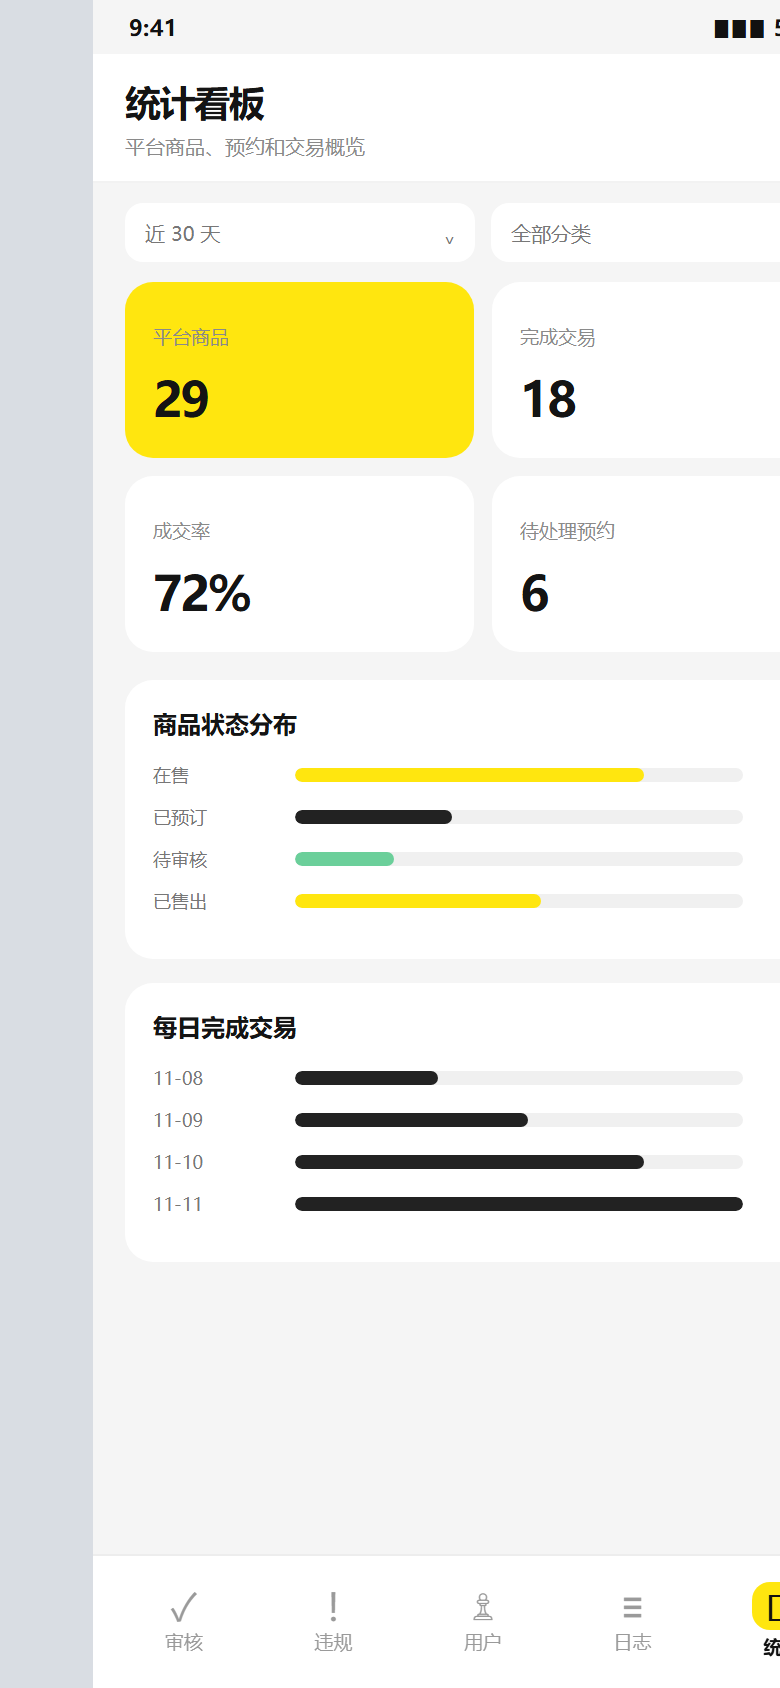 9:41
统计看板
平台商品、预约和交易概览
近 30 天
全部分类
平台商品
29
完成交易
18
成交率
72%
待处理预约
6
商品状态分布
在售
已预订
待审核
已售出
每日完成交易
11-08
11-09
11-10
11-11
审核
违规
用户
日志
统